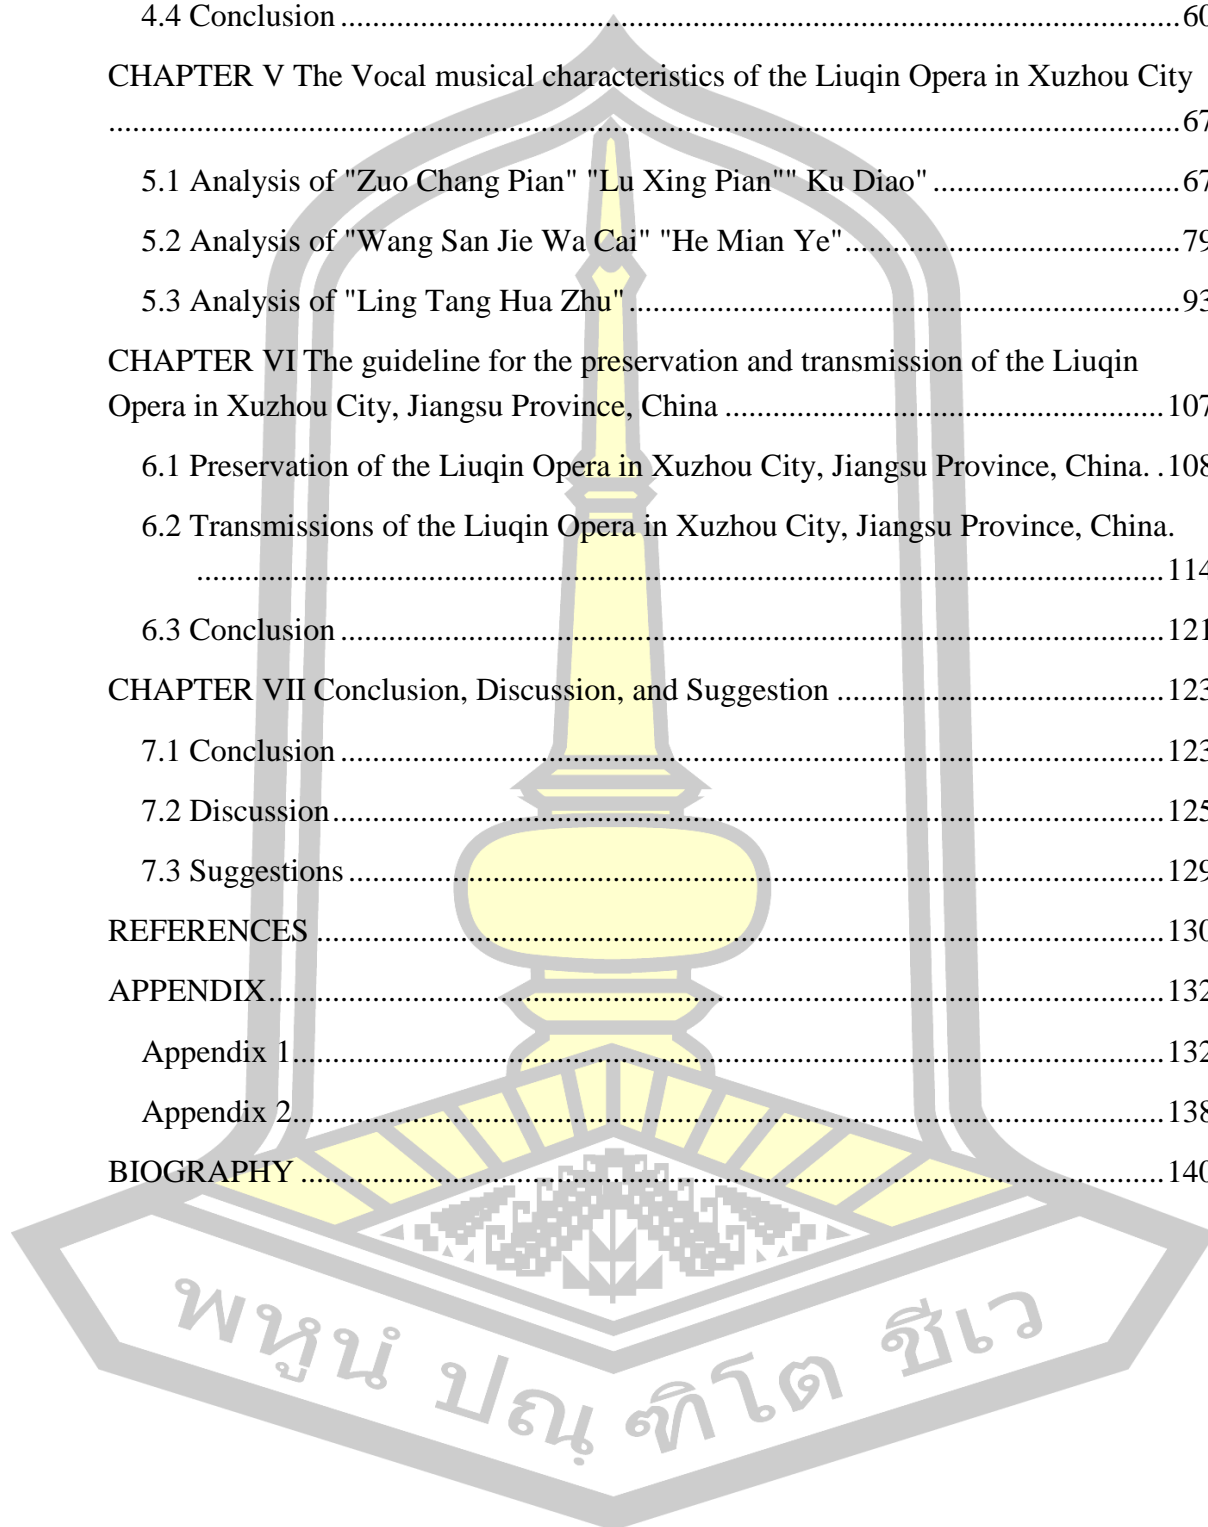 4.4 Conclusion ........................................................................................................ 60
CHAPTER V The Vocal musical characteristics of the Liuqin Opera in Xuzhou City
..................................................................................................................................... 67
5.1 Analysis of "Zuo Chang Pian" "Lu Xing Pian"" Ku Diao" ............................... 67
5.2 Analysis of "Wang San Jie Wa Cai" "He Mian Ye" .......................................... 79
5.3 Analysis of "Ling Tang Hua Zhu" ..................................................................... 93
CHAPTER VI The guideline for the preservation and transmission of the Liuqin
Opera in Xuzhou City, Jiangsu Province, China ...................................................... 107
6.1 Preservation of the Liuqin Opera in Xuzhou City, Jiangsu Province, China. . 108
6.2 Transmissions of the Liuqin Opera in Xuzhou City, Jiangsu Province, China.
........................................................................................................................ 114
6.3 Conclusion ...................................................................................................... 121
CHAPTER VII Conclusion, Discussion, and Suggestion ......................................... 123
7.1 Conclusion ...................................................................................................... 123
7.2 Discussion ....................................................................................................... 125
7.3 Suggestions ..................................................................................................... 129
REFERENCES ......................................................................................................... 130
APPENDIX ............................................................................................................... 132
Appendix 1 ............................................................................................................ 132
Appendix 2 ............................................................................................................ 138
BIOGRAPHY ........................................................................................................... 140
พหูนํ ปณฺฑิโต ชีเว